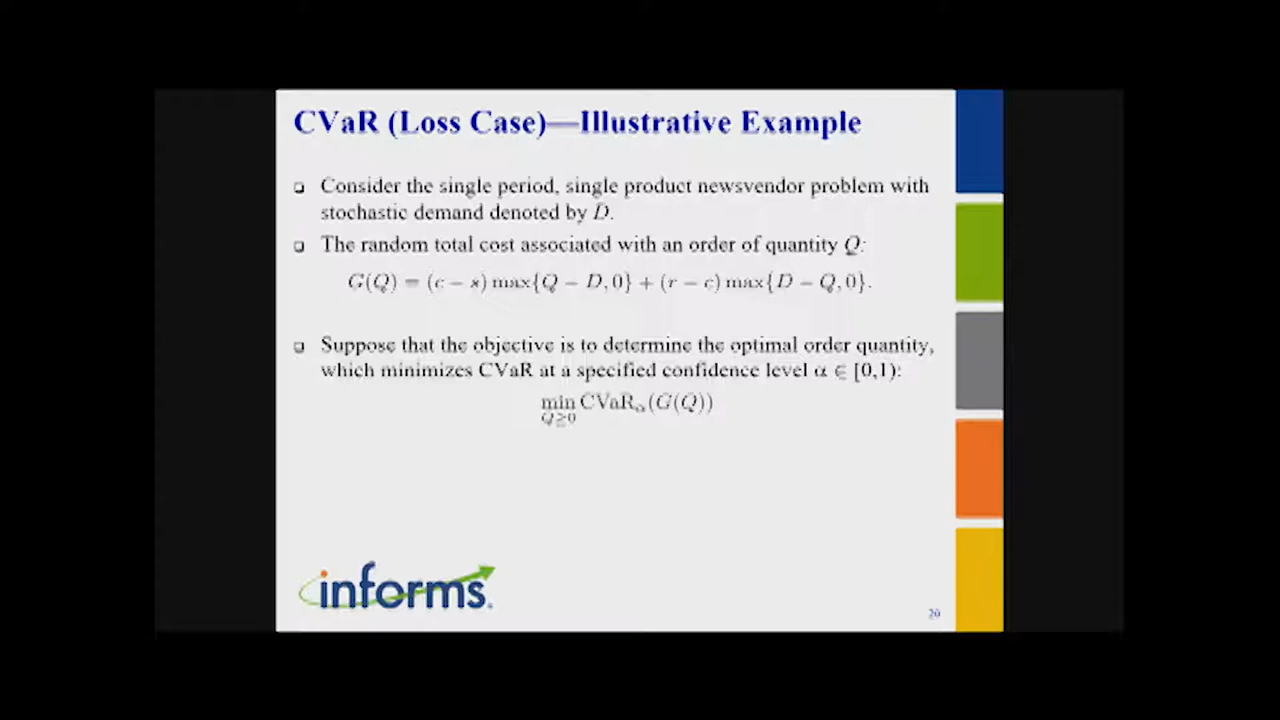 CVaR (Loss Case)—Illustrative Example
❑ Consider the single period, single product newsvendor problem with
stochastic demand denoted by D.
❑ The random total cost associated with an order of quantity Q:
G(Q) = (c − s) max{Q − D, 0} + (r − c) max{D − Q, 0}.
❑ Suppose that the objective is to determine the optimal order quantity,
which minimizes CVaR at a specified confidence level α ∈ [0,1):
min CVaRα(G(Q))
Q≥0
informs.
20